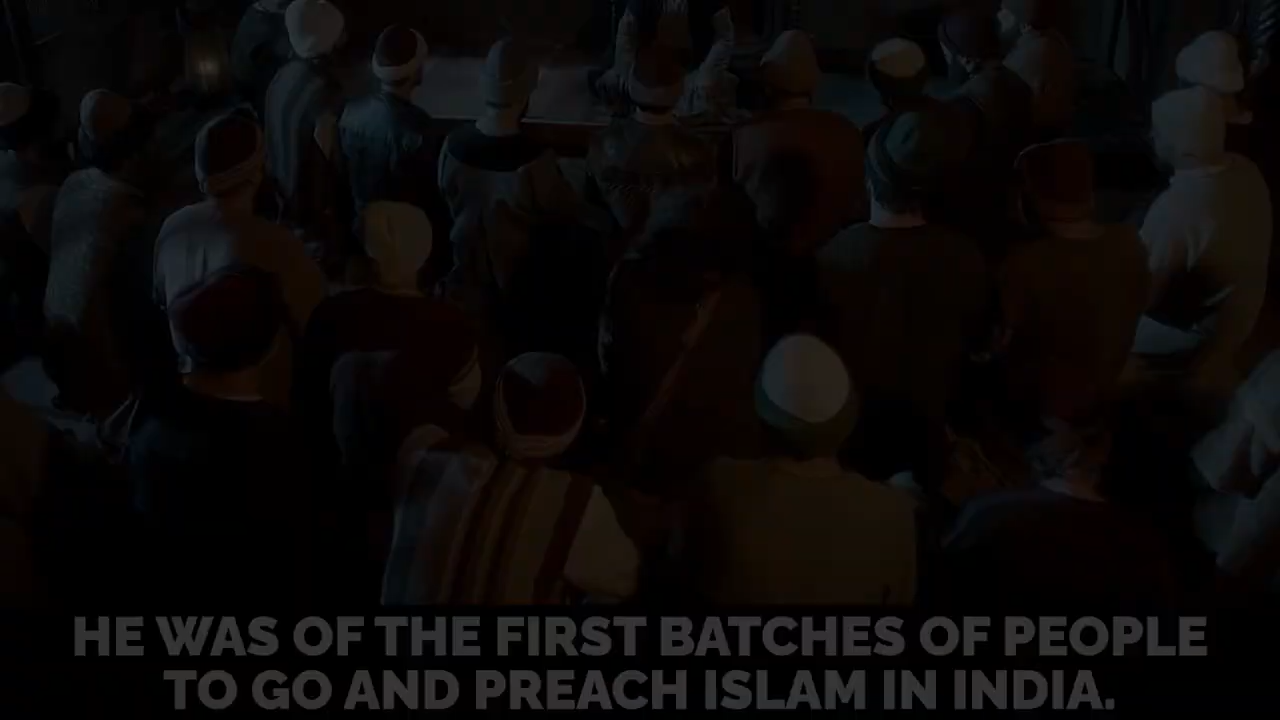 HE WAS OF THE FIRST BATCHES OF PEOPLE
TO GO AND PREACH ISLAM IN INDIA.